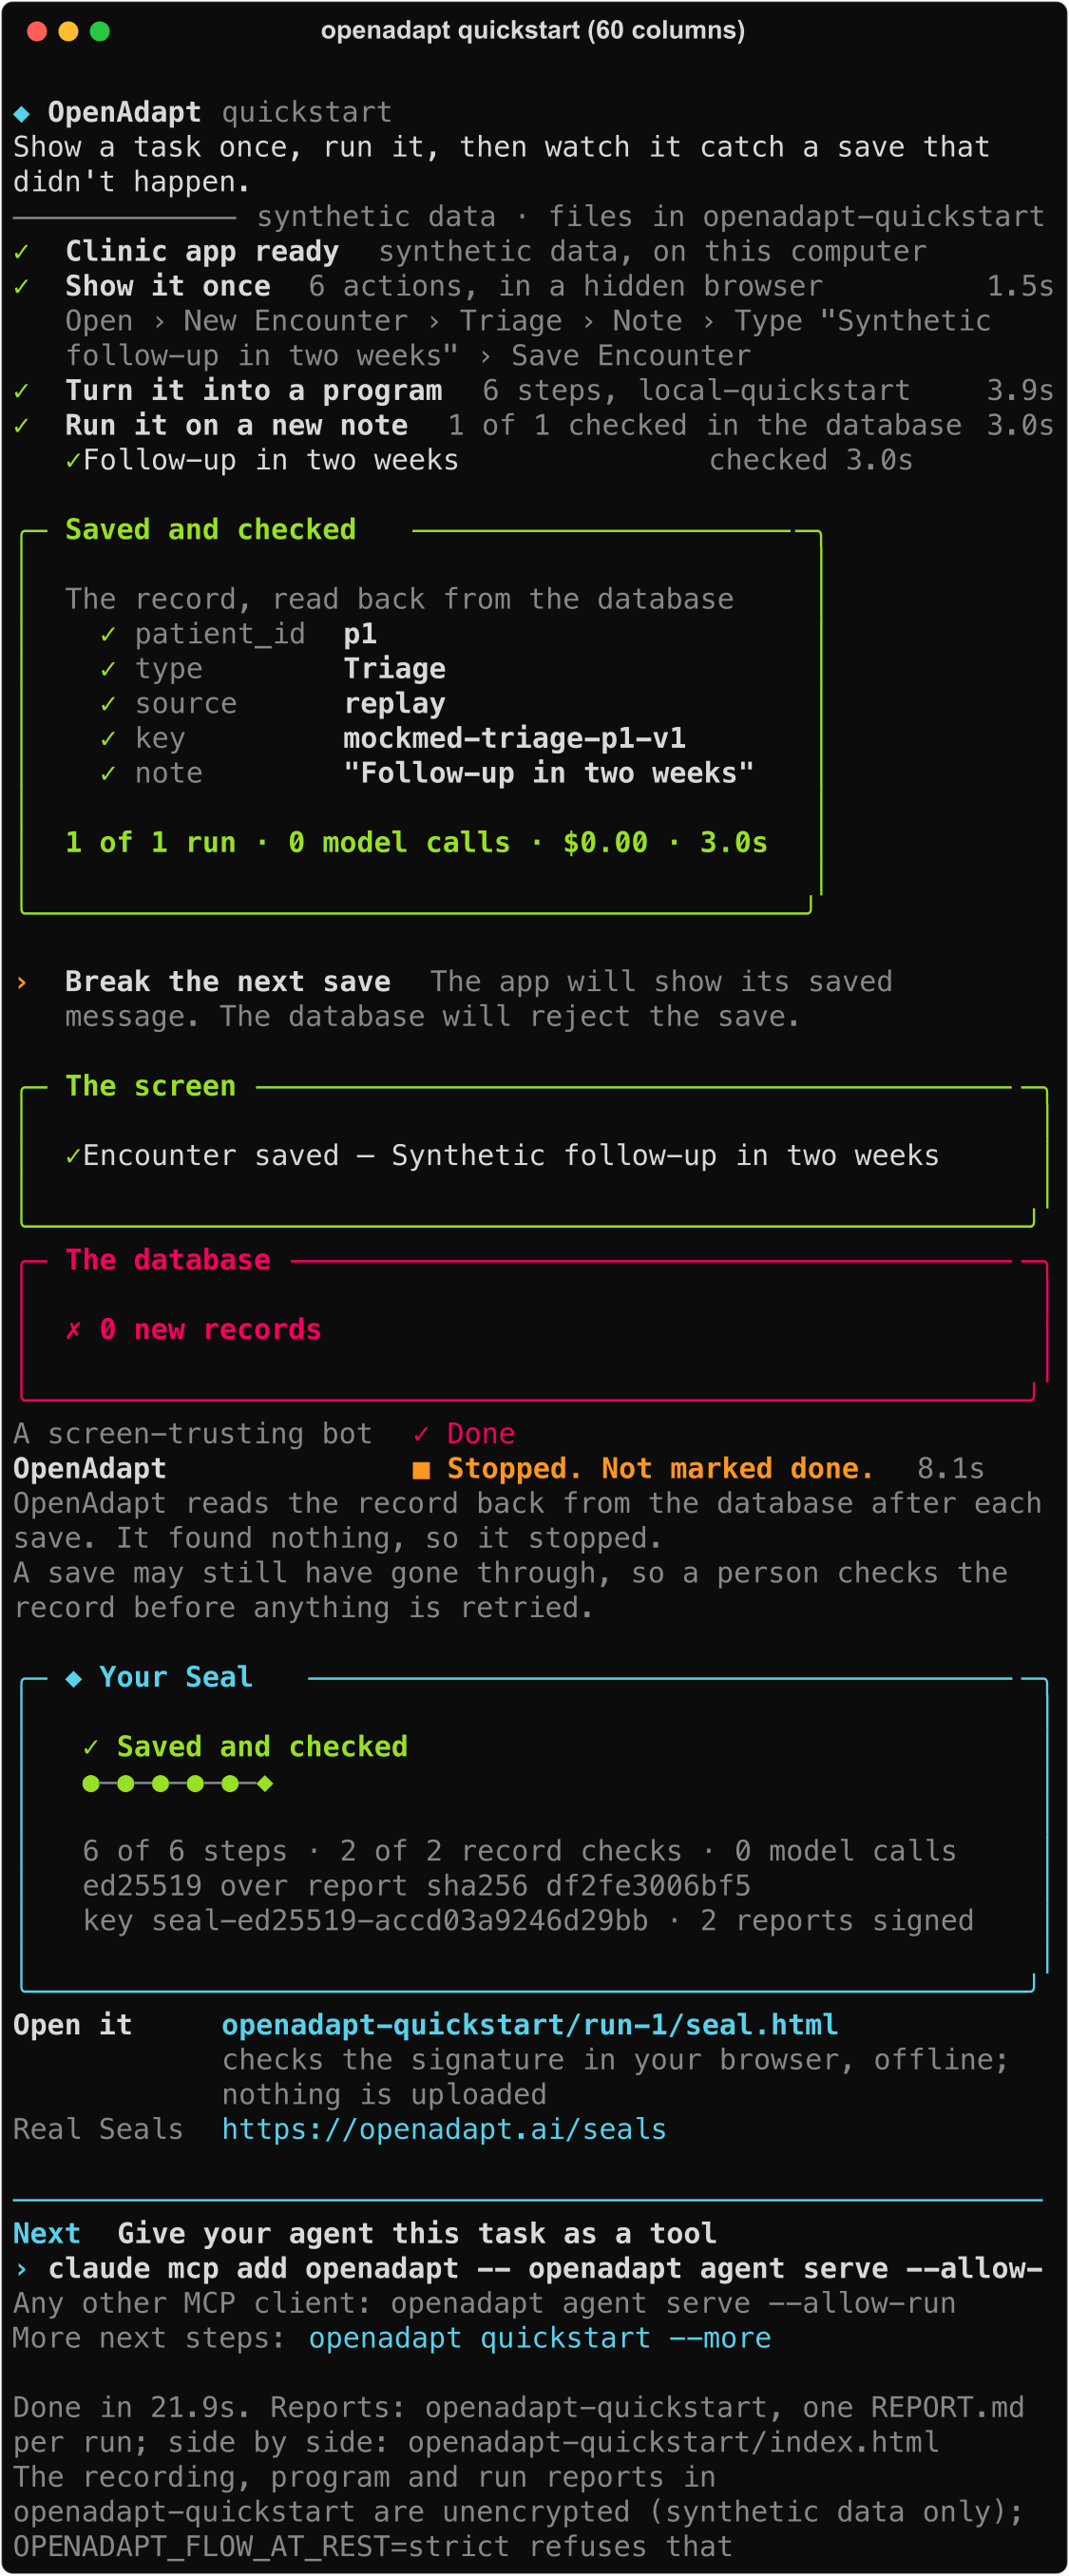 openadapt quickstart (60 columns)
◆ OpenAdapt quickstart
Show a task once, run it, then watch it catch a save that
didn't happen.
synthetic data · files in openadapt-quickstart
✓ Clinic app ready synthetic data, on this computer
✓ Show it once 6 actions, in a hidden browser 1.5s
Open › New Encounter › Triage › Note › Type "Synthetic
follow-up in two weeks" › Save Encounter
✓ Turn it into a program 6 steps, local-quickstart 3.9s
✓ Run it on a new note 1 of 1 checked in the database 3.0s
✓Follow-up in two weeks checked 3.0s
Saved and checked
The record, read back from the database
✓ patient_id p1
✓ type Triage
✓ source replay
✓ key mockmed-triage-p1-v1
✓ note "Follow-up in two weeks"
1 of 1 run · 0 model calls · $0.00 · 3.0s
› Break the next save The app will show its saved
message. The database will reject the save.
The screen
✓Encounter saved — Synthetic follow-up in two weeks
The database
✗ 0 new records
A screen-trusting bot ✓ Done
OpenAdapt ■ Stopped. Not marked done. 8.1s
OpenAdapt reads the record back from the database after each
save. It found nothing, so it stopped.
A save may still have gone through, so a person checks the
record before anything is retried.
◆ Your Seal
✓ Saved and checked
●—●—●—●—●—◆
6 of 6 steps · 2 of 2 record checks · 0 model calls
ed25519 over report sha256 df2fe3006bf5
key seal-ed25519-accd03a9246d29bb · 2 reports signed
Open it openadapt-quickstart/run-1/seal.html
checks the signature in your browser, offline;
nothing is uploaded
Real Seals https://openadapt.ai/seals
Next Give your agent this task as a tool
› claude mcp add openadapt -- openadapt agent serve --allow-
Any other MCP client: openadapt agent serve --allow-run
More next steps: openadapt quickstart --more
Done in 21.9s. Reports: openadapt-quickstart, one REPORT.md
per run; side by side: openadapt-quickstart/index.html
The recording, program and run reports in
openadapt-quickstart are unencrypted (synthetic data only);
OPENADAPT_FLOW_AT_REST=strict refuses that